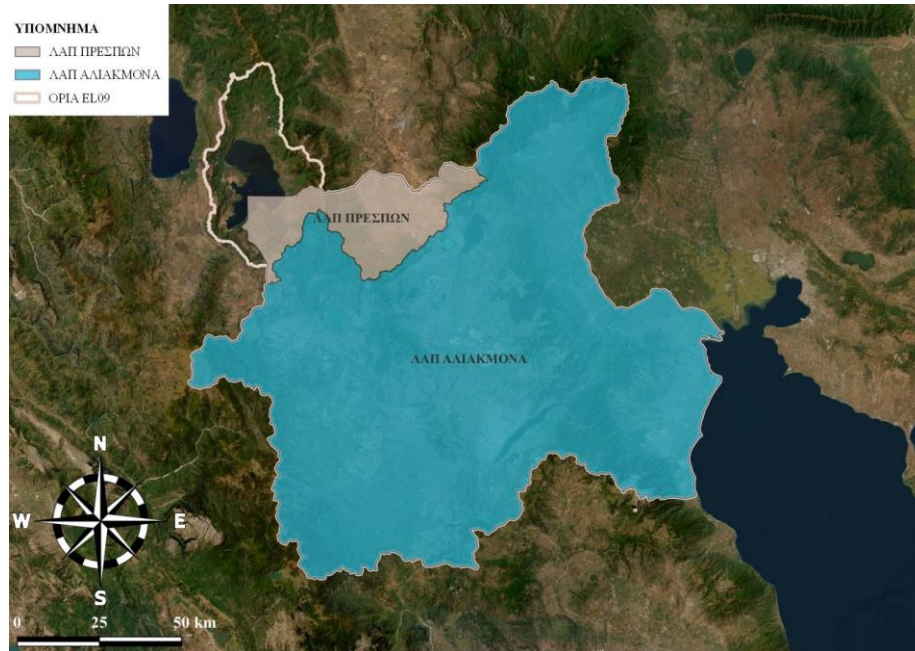 ΥΠΟΜΝΗΜΑ
ΛΑΠ ΠΡΕΣΠΩΝ
ΛΑΠ ΑΛΙΑΚΜΟΝΑ
ΟΡΙΑ EL09
ΛΑΠ ΠΡΕΣΠΩΝ
ΛΑΠ ΑΛΙΑΚΜΟΝΑ
N
W E
S
0 25 50 km